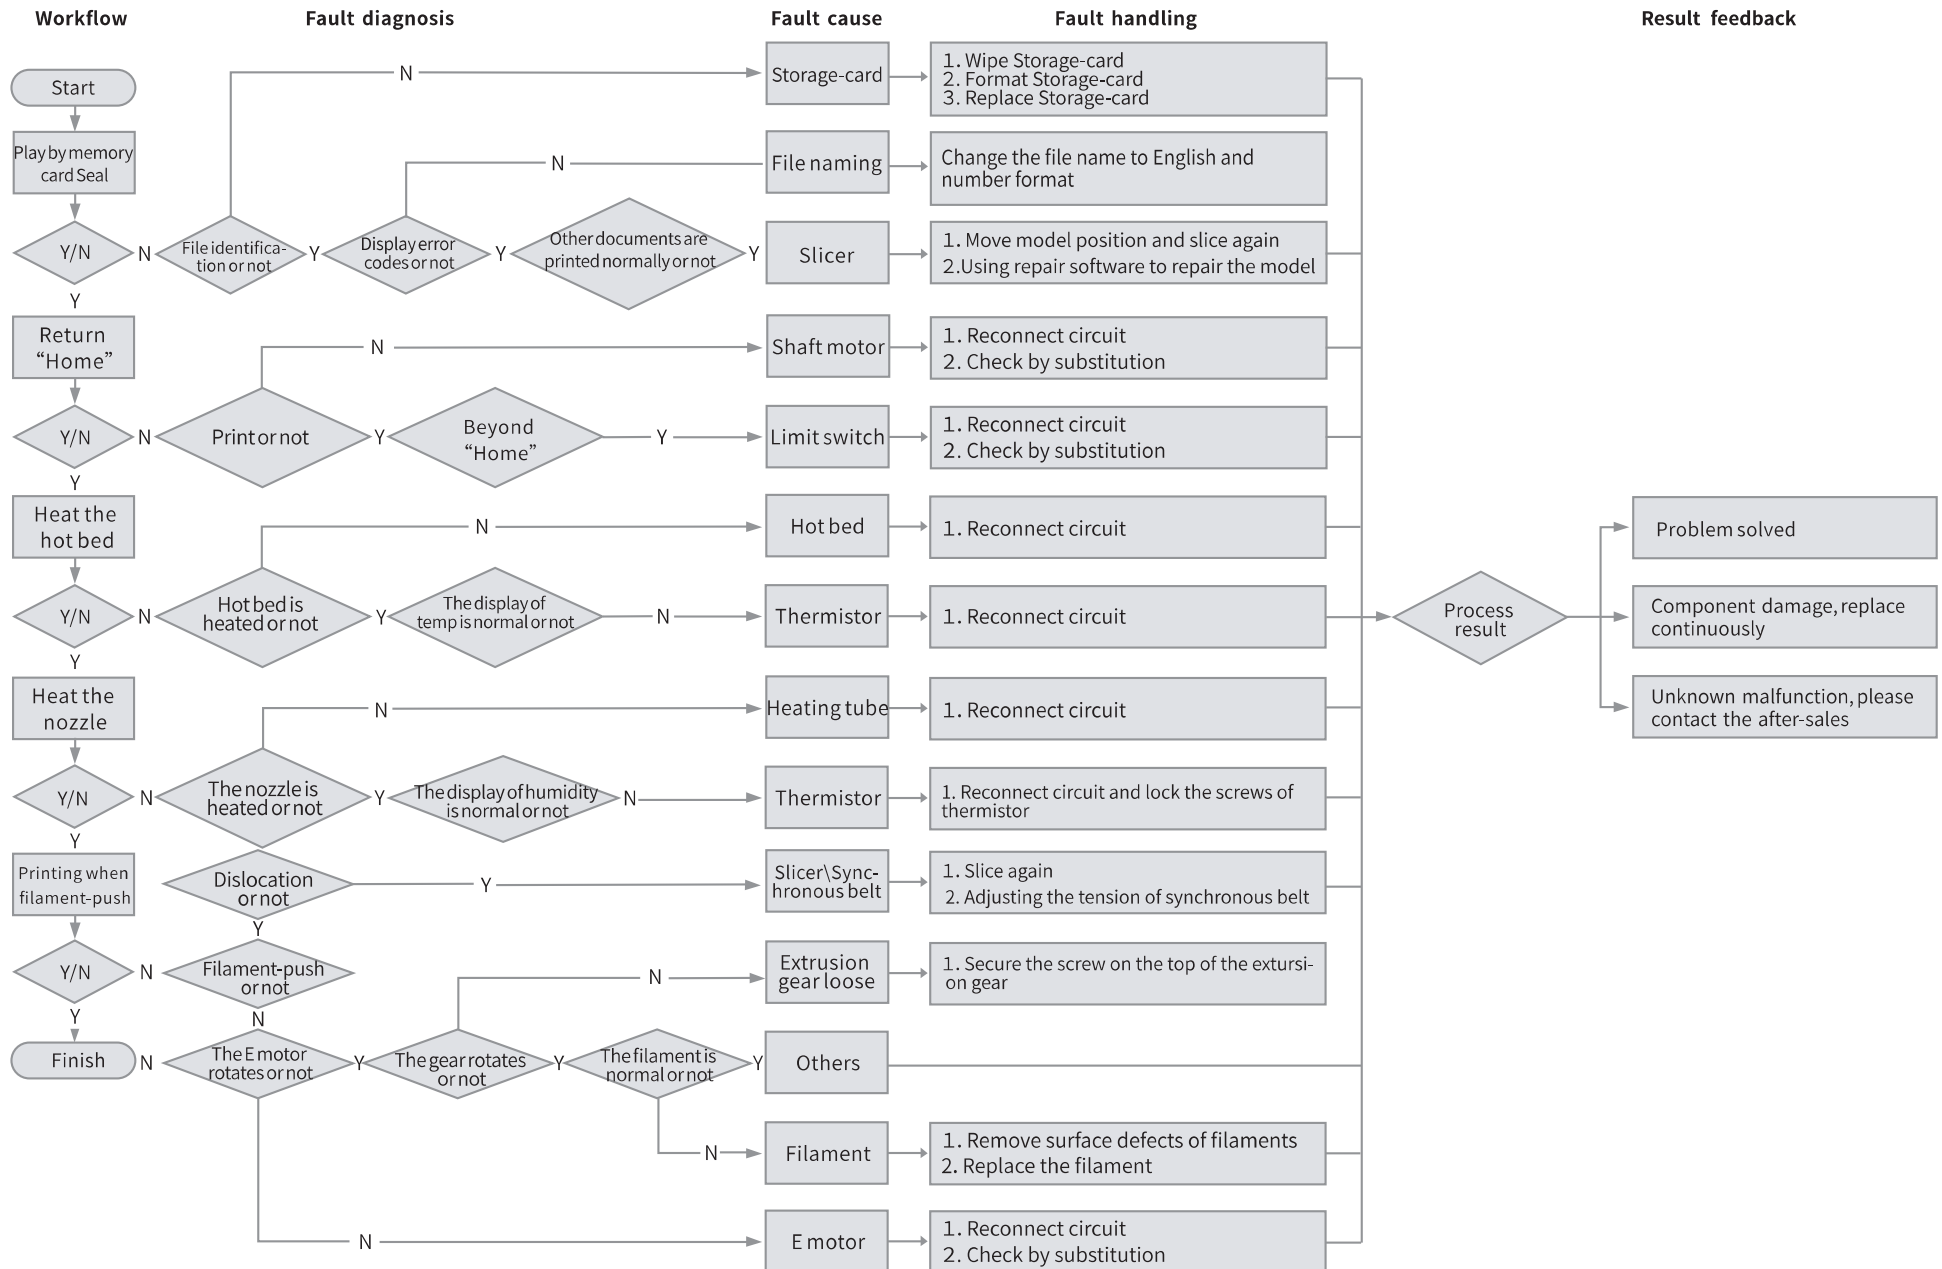 Workflow
Fault diagnosis
Fault cause
Fault handling
Result feedback
Start
Play by memory
card Seal
Y/N
N
File identifica-
tion or not
N
Y
Display error
codes or not
N
Y
Other documents are
printed normally or not
Y
Storage-card
1. Wipe Storage-card
2. Format Storage-card
3. Replace Storage-card
File naming
Change the file name to English and
number format
Slicer
1. Move model position and slice again
2.Using repair software to repair the model
Y
Return
“Home”
Y/N
N
Print or not
N
Y
Beyond
“Home”
Y
Shaft motor
1. Reconnect circuit
2. Check by substitution
Limit switch
1. Reconnect circuit
2. Check by substitution
Y
Heat the
hot bed
Y/N
N
Hot bed is
heated or not
N
Y
The display of
temp is normal or not
N
Hot bed
1. Reconnect circuit
Thermistor
1. Reconnect circuit
Y
Heat the
nozzle
Y/N
N
The nozzle is
heated or not
N
Y
The display of humidity
is normal or not
N
Heating tube
1. Reconnect circuit
Thermistor
1. Reconnect circuit and lock the screws of
thermistor
Y
Printing when
filament-push
Y/N
N
Dislocation
or not
Y
Slicer\Sync-
hronous belt
1. Slice again
2. Adjusting the tension of synchronous belt
Y
Filament-push
or not
N
Y
Finish
N
The E motor
rotates or not
Y
The gear rotates
or not
N
Extrusion
gear loose
1. Secure the screw on the top of the extursi-
on gear
Y
The filament is
normal or not
Y
Others
N
Filament
1. Remove surface defects of filaments
2. Replace the filament
N
E motor
1. Reconnect circuit
2. Check by substitution
Process
result
Problem solved
Component damage, replace
continuously
Unknown malfunction, please
contact the after-sales